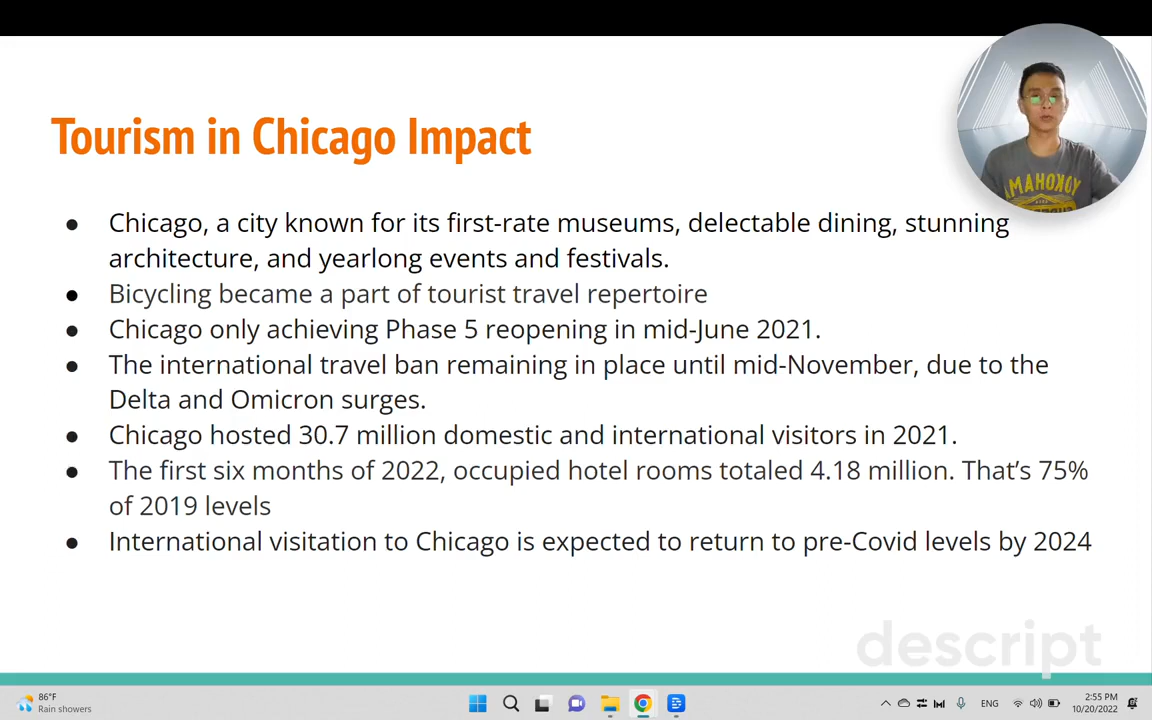 Tourism in Chicago Impact
YOKOHAMA
● Chicago, a city known for its first-rate museums, delectable dining, stunning
architecture, and yearlong events and festivals.
● Bicycling became a part of tourist travel repertoire
● Chicago only achieving Phase 5 reopening in mid-June 2021.
● The international travel ban remaining in place until mid-November, due to the
Delta and Omicron surges.
● Chicago hosted 30.7 million domestic and international visitors in 2021.
● The first six months of 2022, occupied hotel rooms totaled 4.18 million. That’s 75%
of 2019 levels
● International visitation to Chicago is expected to return to pre-Covid levels by 2024
descript
86°F
Rain showers
ENG
2:55 PM
10/20/2022